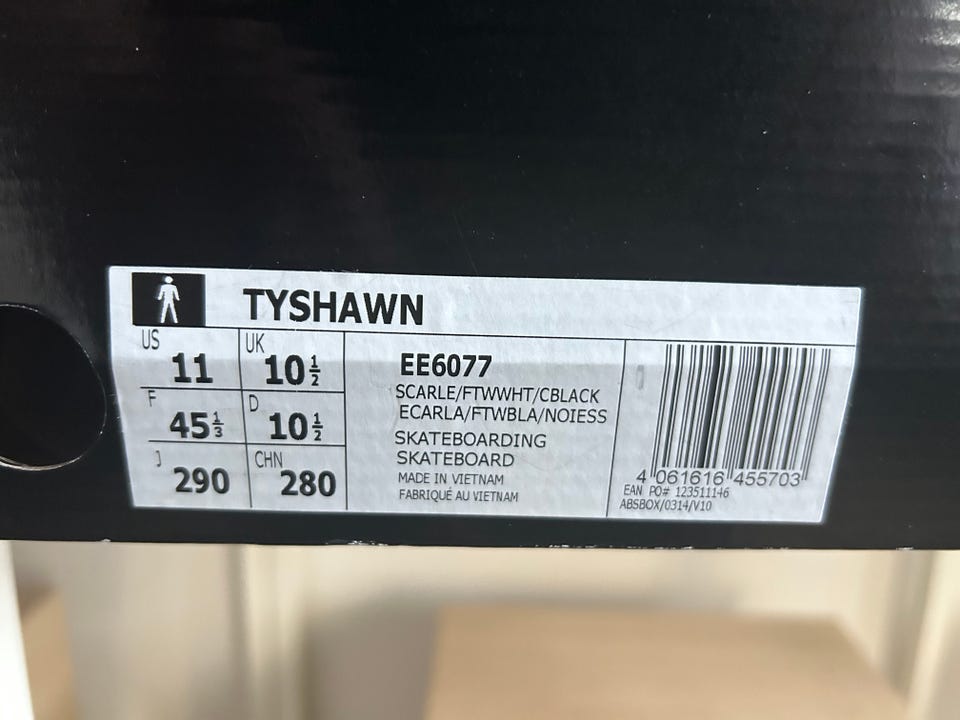 TYSHAWN
US 11 UK 10½
F 45⅓ D 10½
J 290 CHN 280
EE6077
SCARLE/FTWWHT/CBLACK
ECARLA/FTWBLA/NOIESS
SKATEBOARDING
SKATEBOARD
MADE IN VIETNAM
FABRIQUÉ AU VIETNAM
4 061616 455703
EAN PO# 123511146
ABSBOX/0314/V10